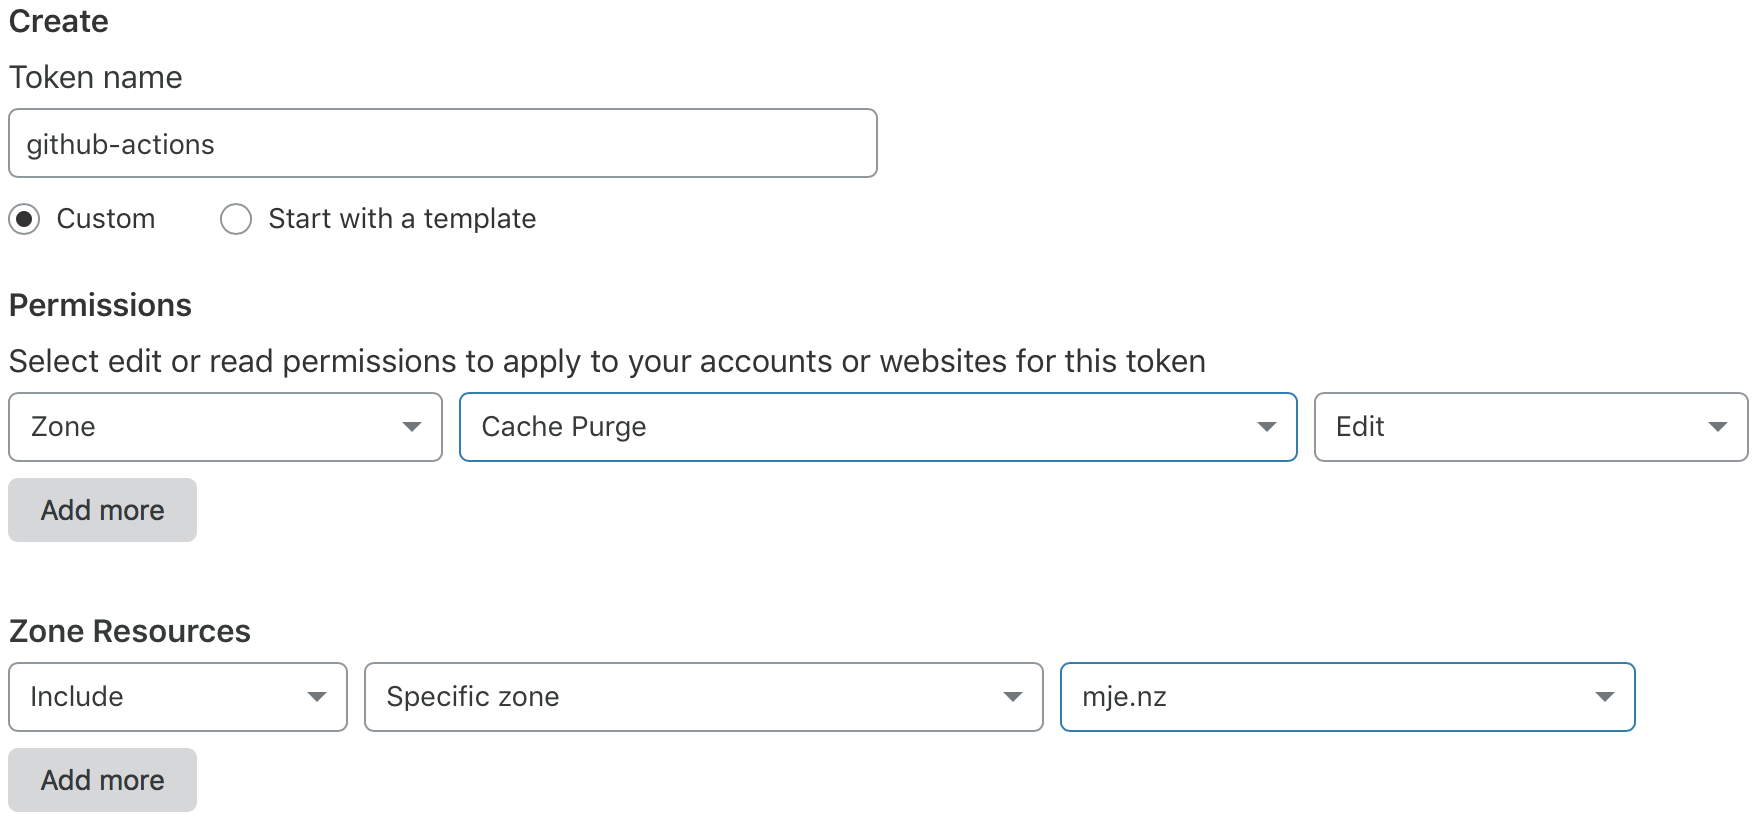 Create
Token name
github-actions
Custom Start with a template
Permissions
Select edit or read permissions to apply to your accounts or websites for this token
Zone Cache Purge Edit
Add more
Zone Resources
Include Specific zone mje.nz
Add more